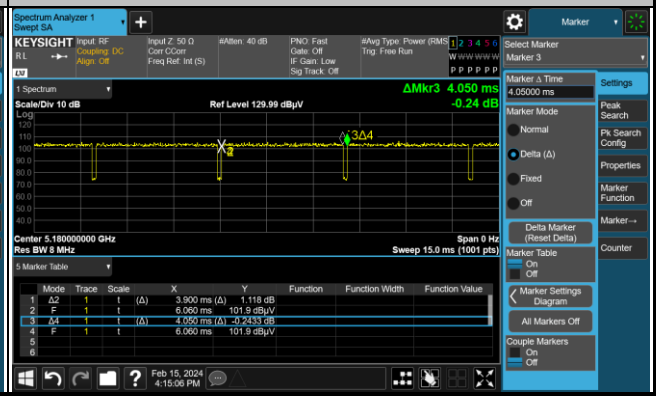 Spectrum Analyzer 1
Swept SA
Marker
KEYSIGHT
R L
Input: RF
Coupling: DC
Align: Off
Input Z: 50 Ω
Corr CCorr
Freq Ref: Int (S)
#Atten: 40 dB
PNO: Fast
Gate: Off
IF Gain: Low
Sig Track: Off
#Avg Type: Power (RMS
Trig: Free Run
1 2 3 4 5 6
W W W W W W
P P P P P P
Select Marker
Marker 3
1 Spectrum
Scale/Div 10 dB
Ref Level 129.99 dBµV
ΔMkr3 4.050 ms
-0.24 dB
Log
120
110
100
90.0
80.0
70.0
60.0
50.0
40.0
3Δ4
Center 5.180000000 GHz
Res BW 8 MHz
Span 0 Hz
Sweep 15.0 ms (1001 pts)
Marker Δ Time
4.05000 ms
Marker Mode
Normal
Delta (Δ)
Fixed
Off
Delta Marker
(Reset Delta)
Marker Table
On
Off
Marker Settings
Diagram
All Markers Off
Couple Markers
On
Off
Settings
Peak
Search
Pk Search
Config
Properties
Marker
Function
Marker→
Counter
5 Marker Table
Mode Trace Scale X Y Function Function Width Function Value
1 Δ2 1 t (Δ) 3.900 ms (Δ) 1.118 dB
2 F 1 t 6.060 ms 101.9 dBµV
3 Δ4 1 t (Δ) 4.050 ms (Δ) -0.2433 dB
4 F 1 t 6.060 ms 101.9 dBµV
5
6
?
Feb 15, 2024
4:15:06 PM